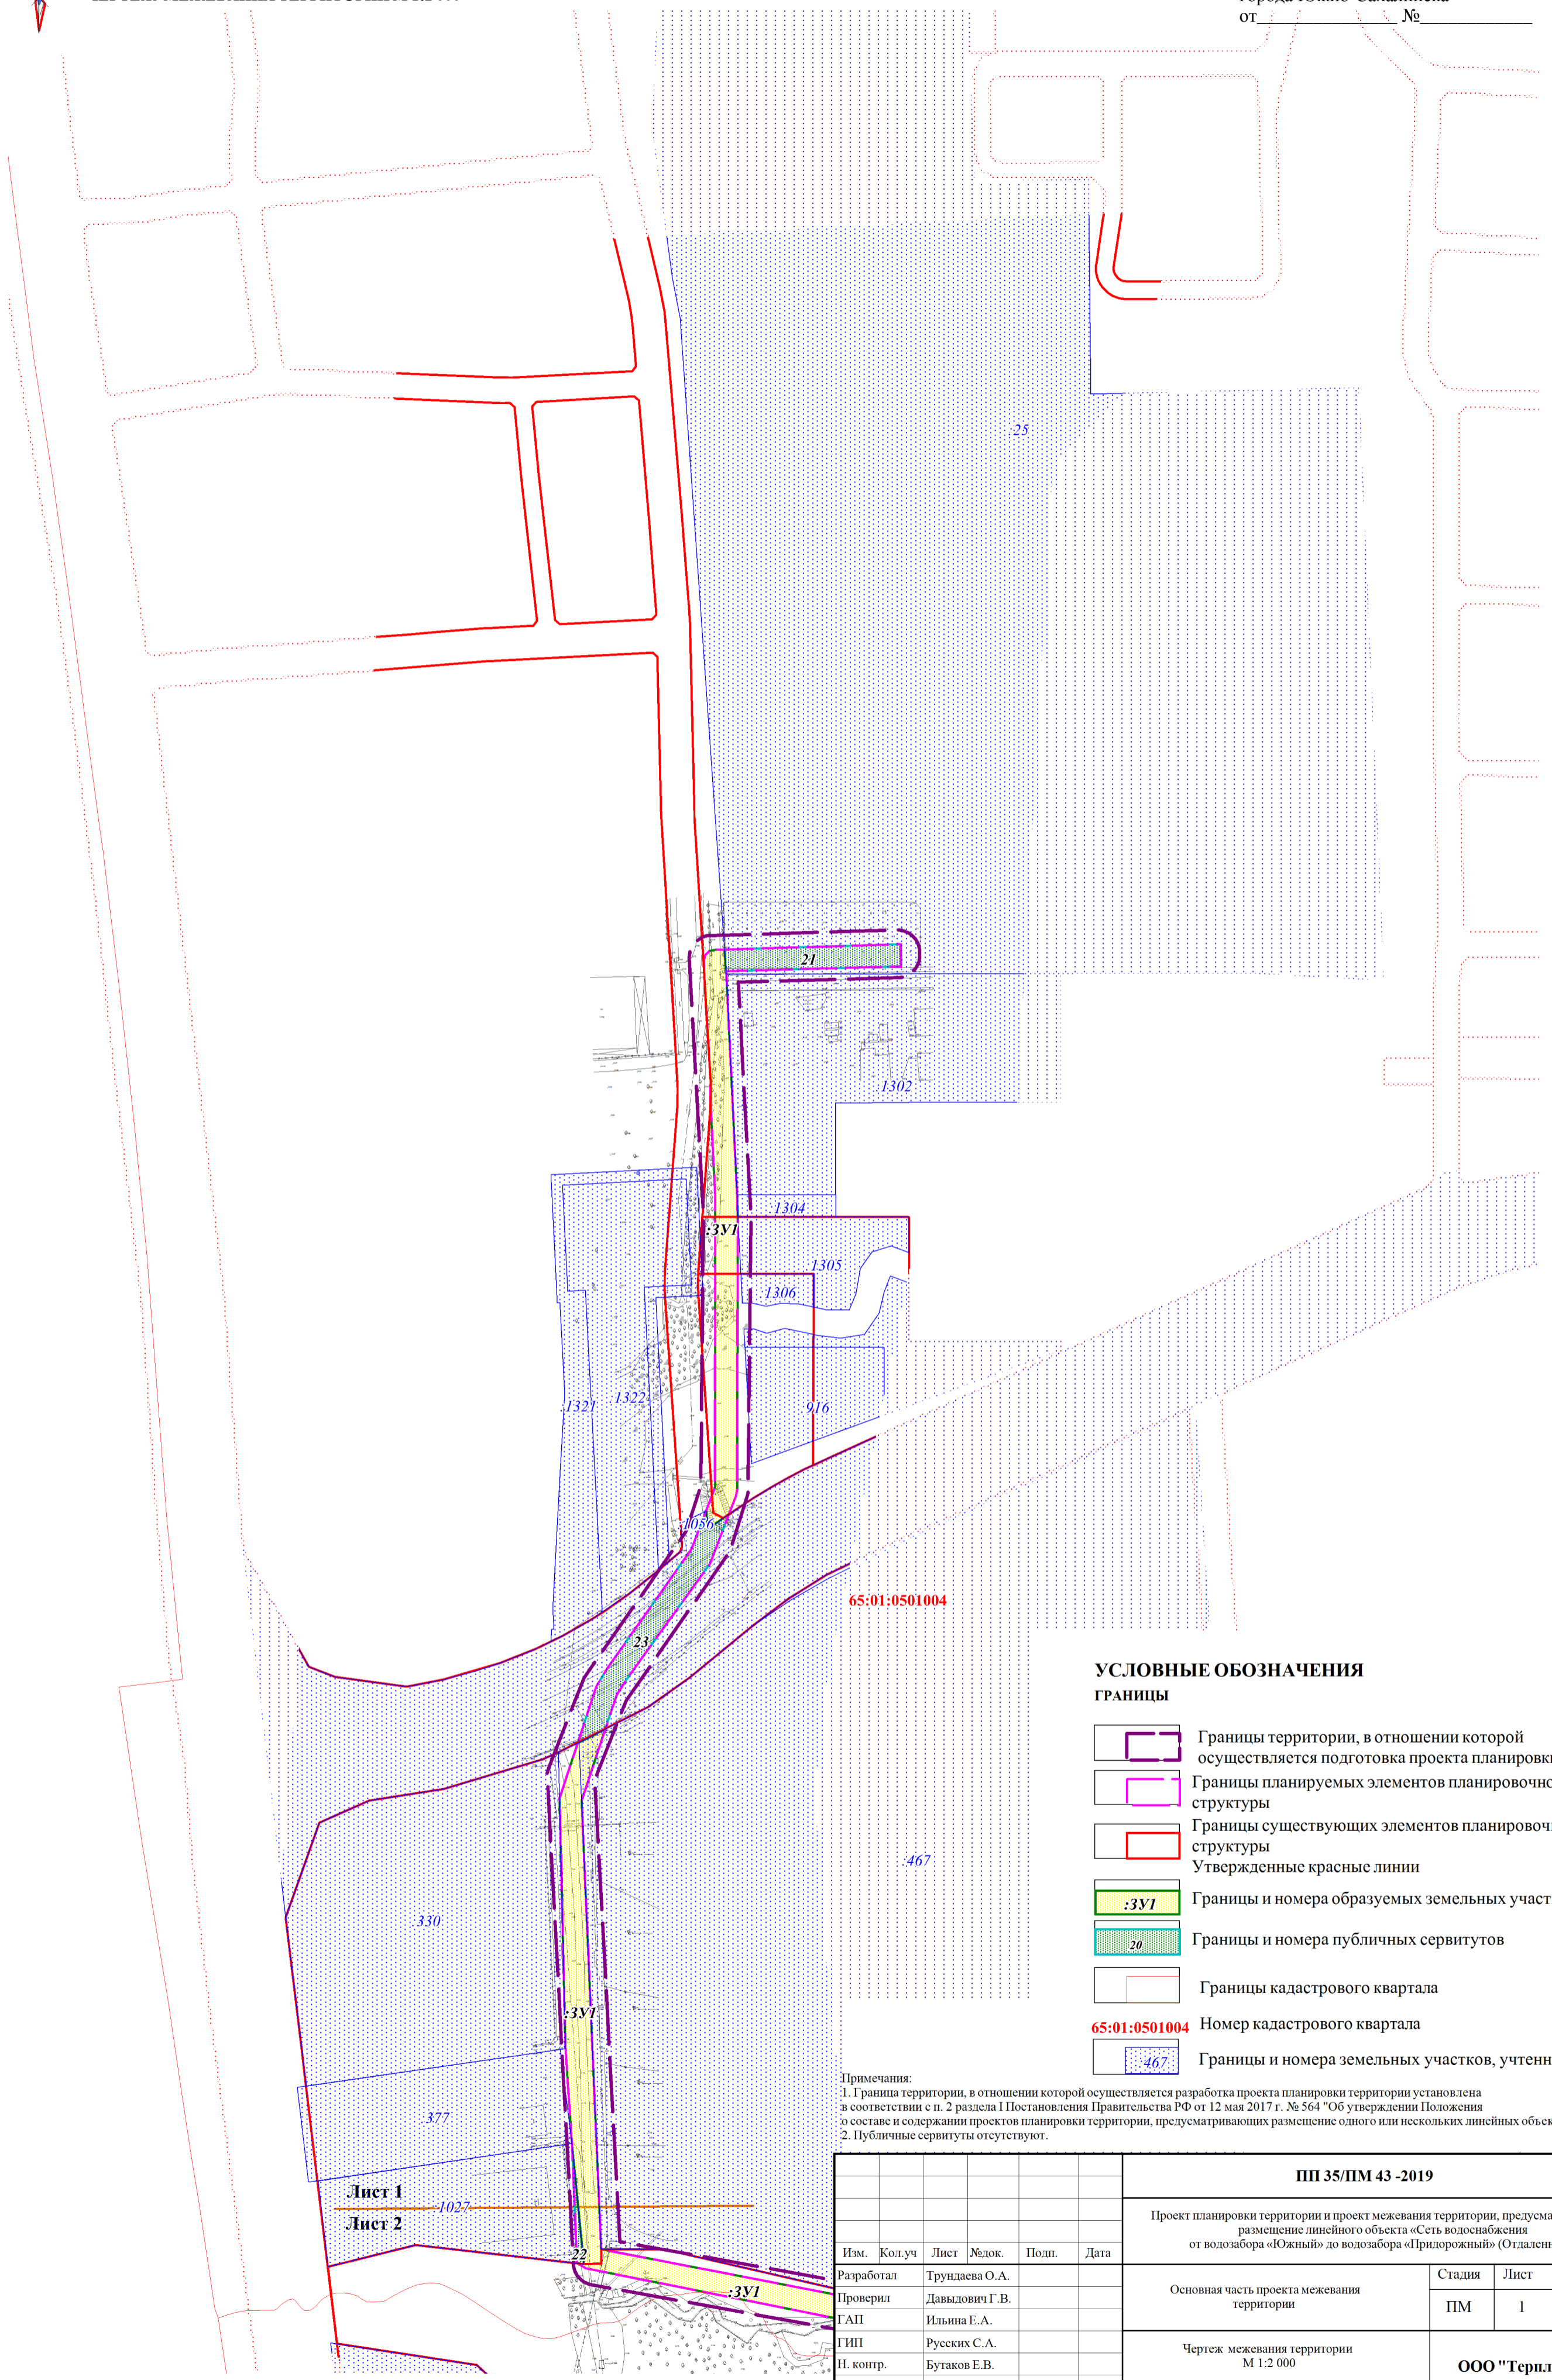 от ______________ № ______________
:25
21
:1302
:1304
:ЗУ1
1305
:1306
:1322
:1321
:916
:1056
65:01:0501004
23
:467
:330
:ЗУ1
:377
Лист 1
:1027
Лист 2
22
:ЗУ1
УСЛОВНЫЕ ОБОЗНАЧЕНИЯ
ГРАНИЦЫ
Границы территории, в отношении которой
осуществляется подготовка проекта планировки
Границы планируемых элементов планировочно
структуры
Границы существующих элементов планировоч
структуры
Утвержденные красные линии
:ЗУ1 Границы и номера образуемых земельных участ
20 Границы и номера публичных сервитутов
Границы кадастрового квартала
65:01:0501004 Номер кадастрового квартала
:467 Границы и номера земельных участков, учтенн
Примечания:
1. Граница территории, в отношении которой осуществляется разработка проекта планировки территории установлена
в соответствии с п. 2 раздела I Постановления Правительства РФ от 12 мая 2017 г. № 564 "Об утверждении Положения
о составе и содержании проектов планировки территории, предусматривающих размещение одного или нескольких линейных объек
2. Публичные сервитуты отсутствуют.
ПП 35/ПМ 43 -2019
Проект планировки территории и проект межевания территории, предусма
размещение линейного объекта «Сеть водоснабжения
от водозабора «Южный» до водозабора «Придорожный» (Отдален
Изм. Кол.уч Лист №док. Подп. Дата
Разработал Трундаева О.А.
Проверил Давыдович Г.В.
ГАП Ильина Е.А.
ГИП Русских С.А.
Н. контр. Бутаков Е.В.
Основная часть проекта межевания
территории
Стадия Лист
ПМ 1
Чертеж межевания территории
М 1:2 000
ООО "Терпл